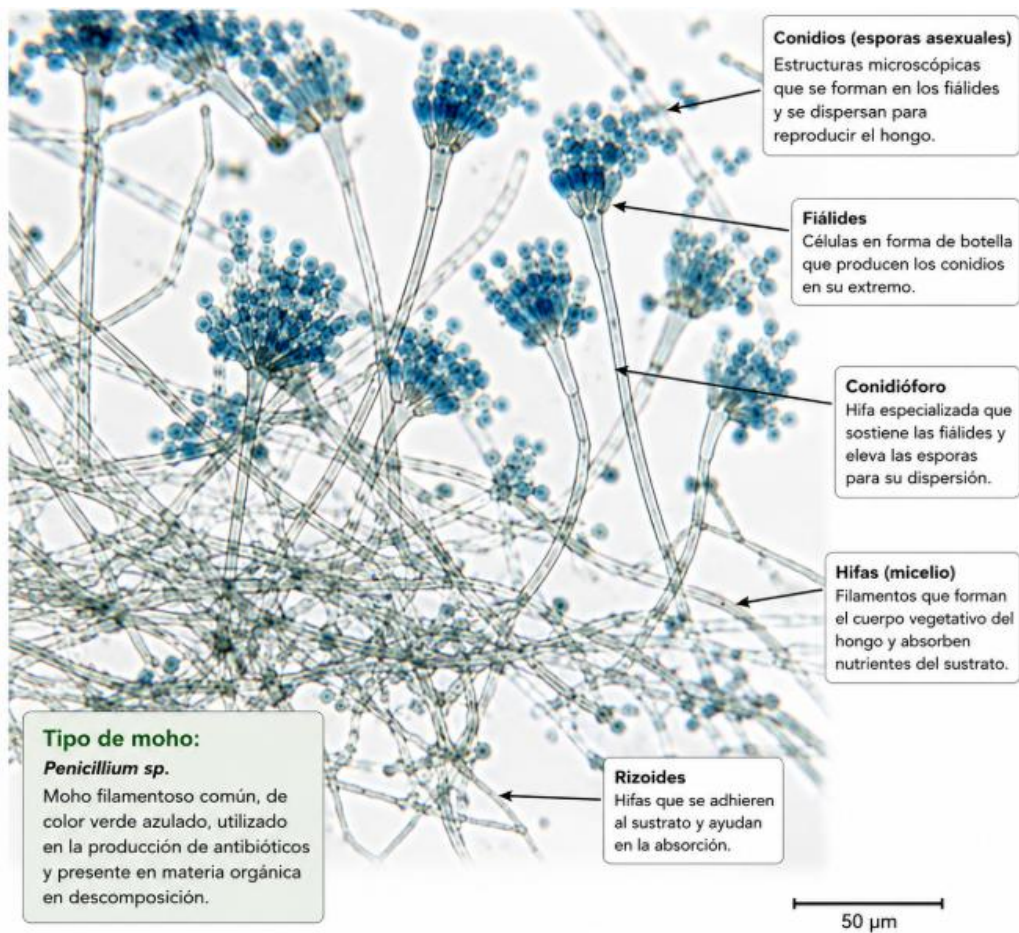 Conidios (esporas asexuales)
Estructuras microscópicas
que se forman en los fiálides
y se dispersan para
reproducir el hongo.
Fiálides
Células en forma de botella
que producen los conidios
en su extremo.
Conidióforo
Hifa especializada que
sostiene las fiálides y
eleva las esporas
para su dispersión.
Hifas (micelio)
Filamentos que forman
el cuerpo vegetativo del
hongo y absorben
nutrientes del sustrato.
Tipo de moho:
Penicillium sp.
Moho filamentoso común, de
color verde azulado, utilizado
en la producción de antibióticos
y presente en materia orgánica
en descomposición.
Rizoides
Hifas que se adhieren
al sustrato y ayudan
en la absorción.
50 µm